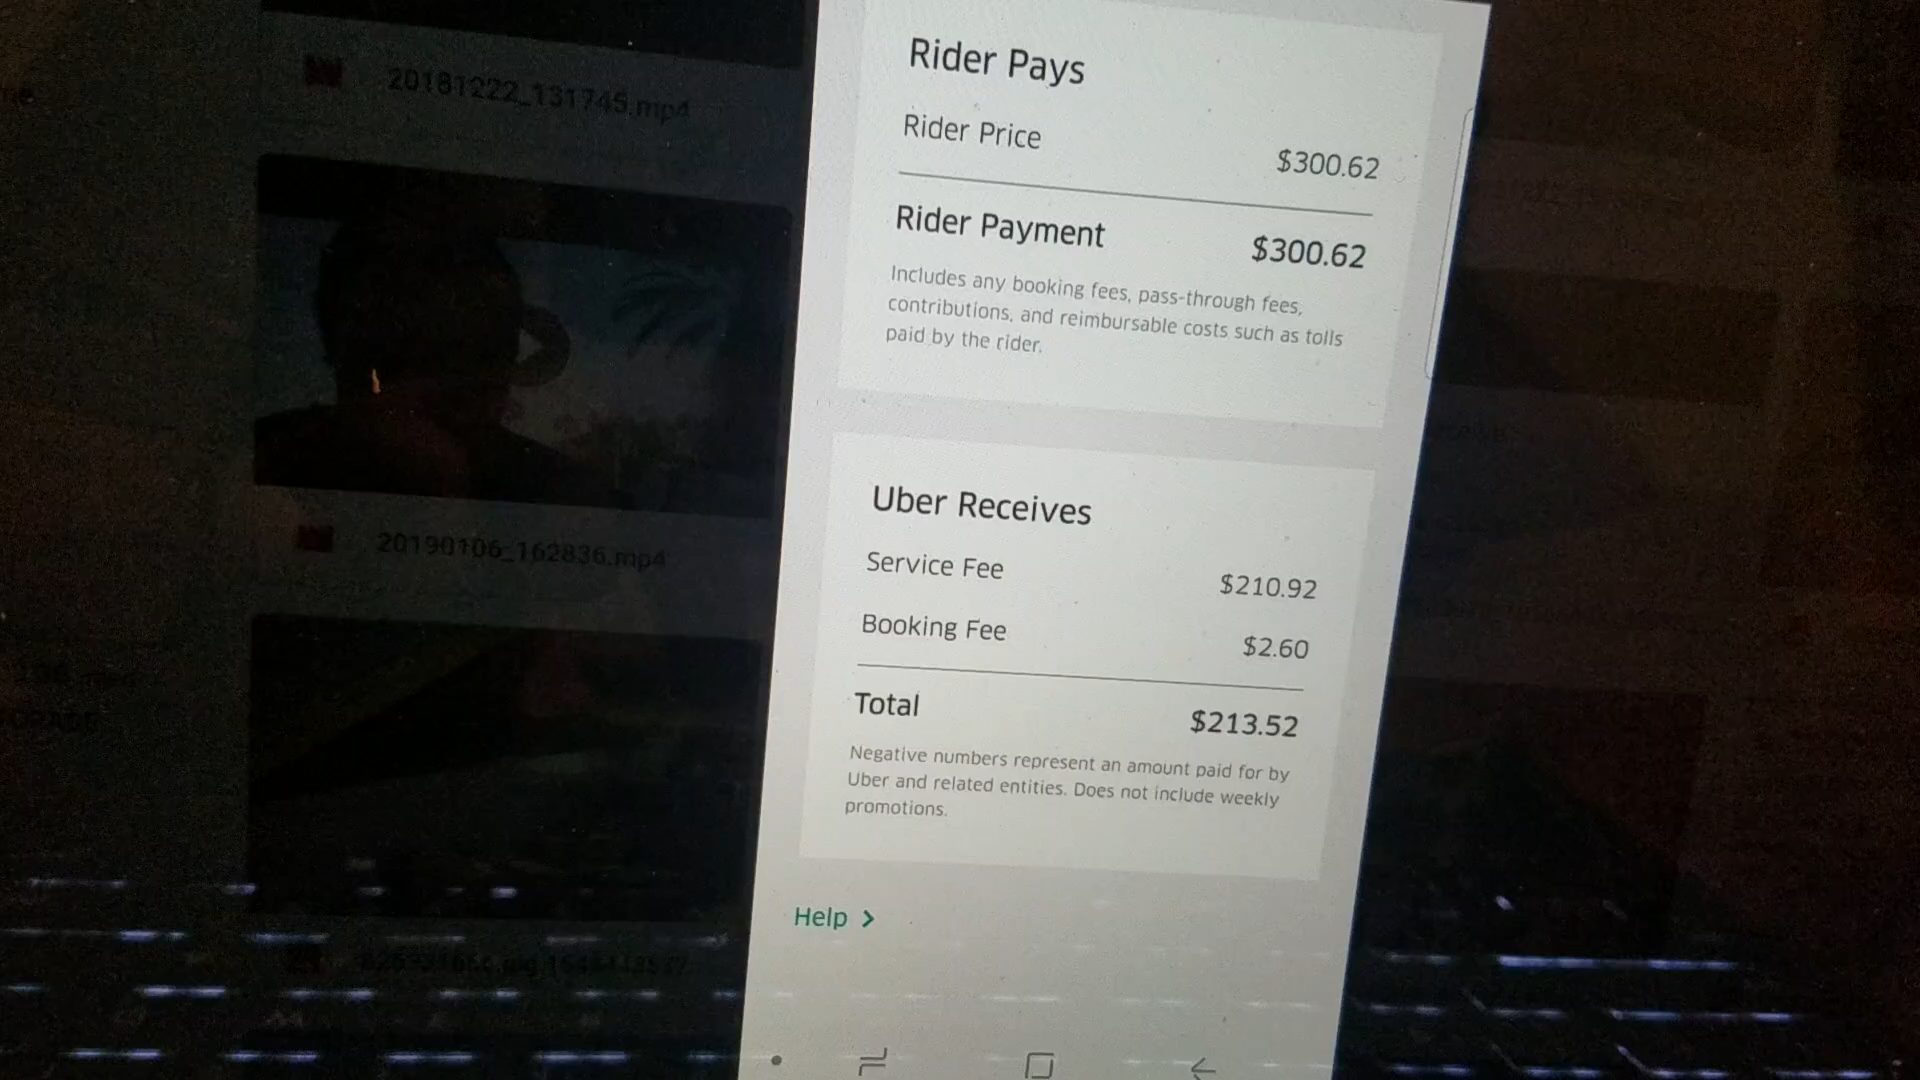 20181222_131745.mp4
20190106_162836.mp4
Rider Pays
Rider Price $300.62
Rider Payment $300.62
Includes any booking fees, pass-through fees,
contributions, and reimbursable costs such as tolls
paid by the rider.
Uber Receives
Service Fee $210.92
Booking Fee $2.60
Total $213.52
Negative numbers represent an amount paid for by
Uber and related entities. Does not include weekly
promotions.
Help